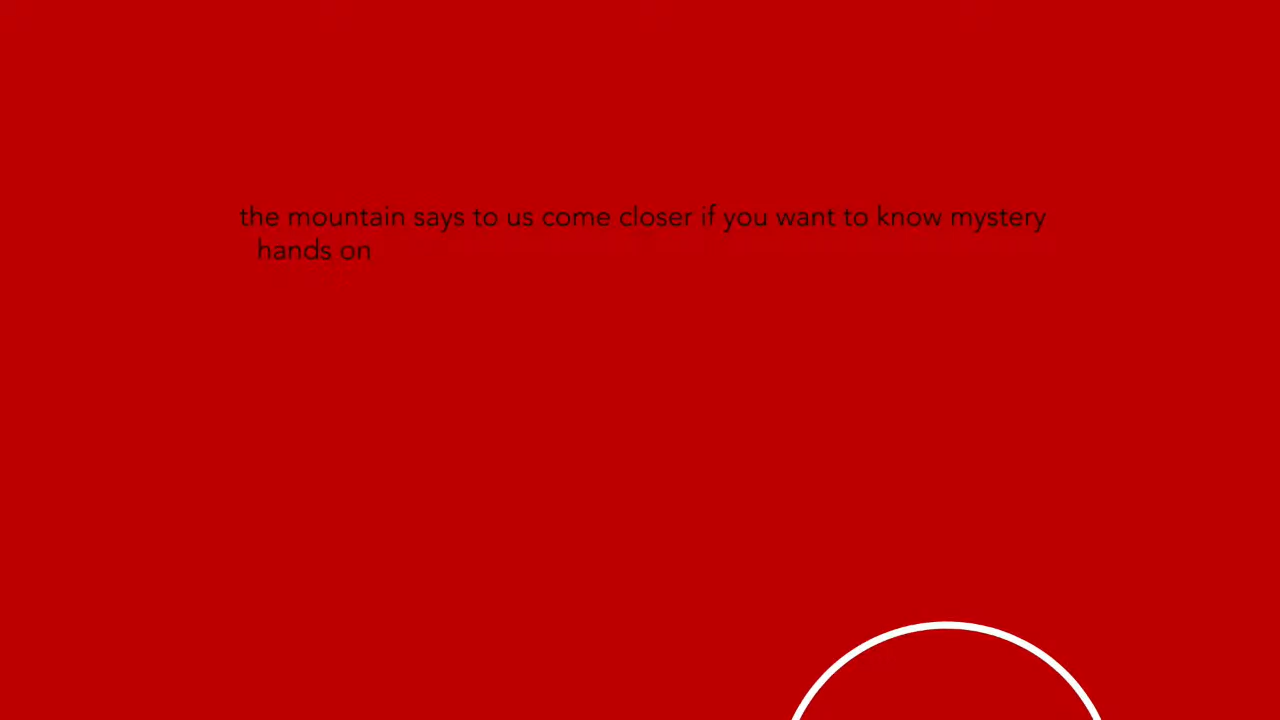 the mountain says to us come closer if you want to know mystery
hands on